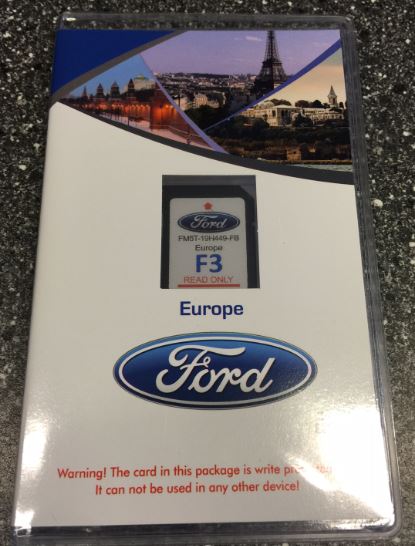 Ford
FM5T-19H449-FB
Europe
F3
READ ONLY
Europe
Ford
Warning! The card in this package is write
It can not be used in any other device!